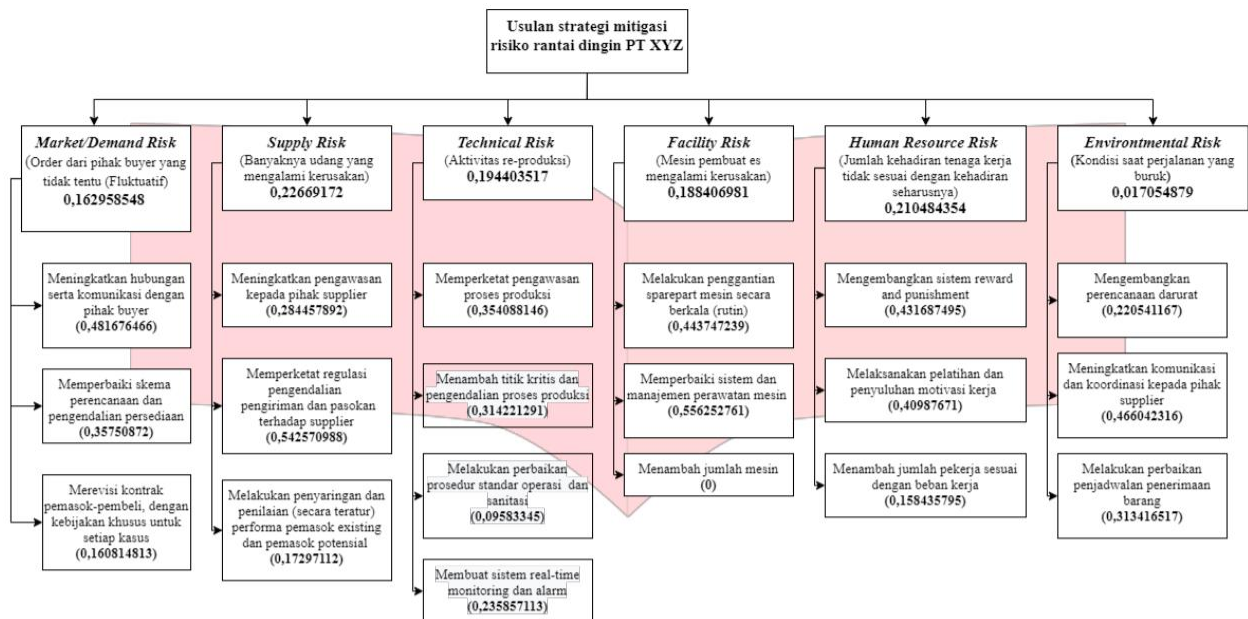 Usulan strategi mitigasi
risiko rantai dingin PT XYZ
Market/Demand Risk
(Order dari pihak buyer yang
tidak tentu (Fluktuatif)
0,162958548
Supply Risk
(Banyaknya udang yang
mengalami kerusakan)
0,22669172
Technical Risk
(Aktivitas re-produksi)
0,194403517
Facility Risk
(Mesin pembuat es
mengalami kerusakan)
0,188406981
Human Resource Risk
(Jumlah kehadiran tenaga kerja
tidak sesuai dengan kehadiran
seharusnya)
0,210484354
Environtmental Risk
(Kondisi saat perjalanan yang
buruk)
0,017054879
Meningkatkan hubungan
serta komunikasi dengan
pihak buyer
(0,481676466)
Meningkatkan pengawasan
kepada pihak supplier
(0,284457892)
Memperketat pengawasan
proses produksi
(0,354088146)
Melakukan penggantian
sparepart mesin secara
berkala (rutin)
(0,443747239)
Mengembangkan sistem reward
and punishment
(0,431687495)
Mengembangkan
perencanaan darurat
(0,220541167)
Memperbaiki skema
perencanaan dan
pengendalian persediaan
(0,35750872)
Memperketat regulasi
pengendalian
pengiriman dan pasokan
terhadap supplier
(0,542570988)
Menambah titik kritis dan
pengendalian proses produksi
(0,314221291)
Memperbaiki sistem dan
manajemen perawatan mesin
(0,556252761)
Melaksanakan pelatihan dan
penyuluhan motivasi kerja
(0,40987671)
Meningkatkan komunikasi
dan koordinasi kepada pihak
supplier
(0,466042316)
Merevisi kontrak
pemasok-pembeli, dengan
kebijakan khusus untuk
setiap kasus
(0,160814813)
Melakukan penyaringan dan
penilaian (secara teratur)
performa pemasok existing
dan pemasok potensial
(0,17297112)
Melakukan perbaikan
prosedur standar operasi dan
sanitasi
(0,09583345)
Menambah jumlah mesin
(0)
Menambah jumlah pekerja sesuai
dengan beban kerja
(0,158435795)
Melakukan perbaikan
penjadwalan penerimaan
barang
(0,313416517)
Membuat sistem real-time
monitoring dan alarm
(0,235857113)